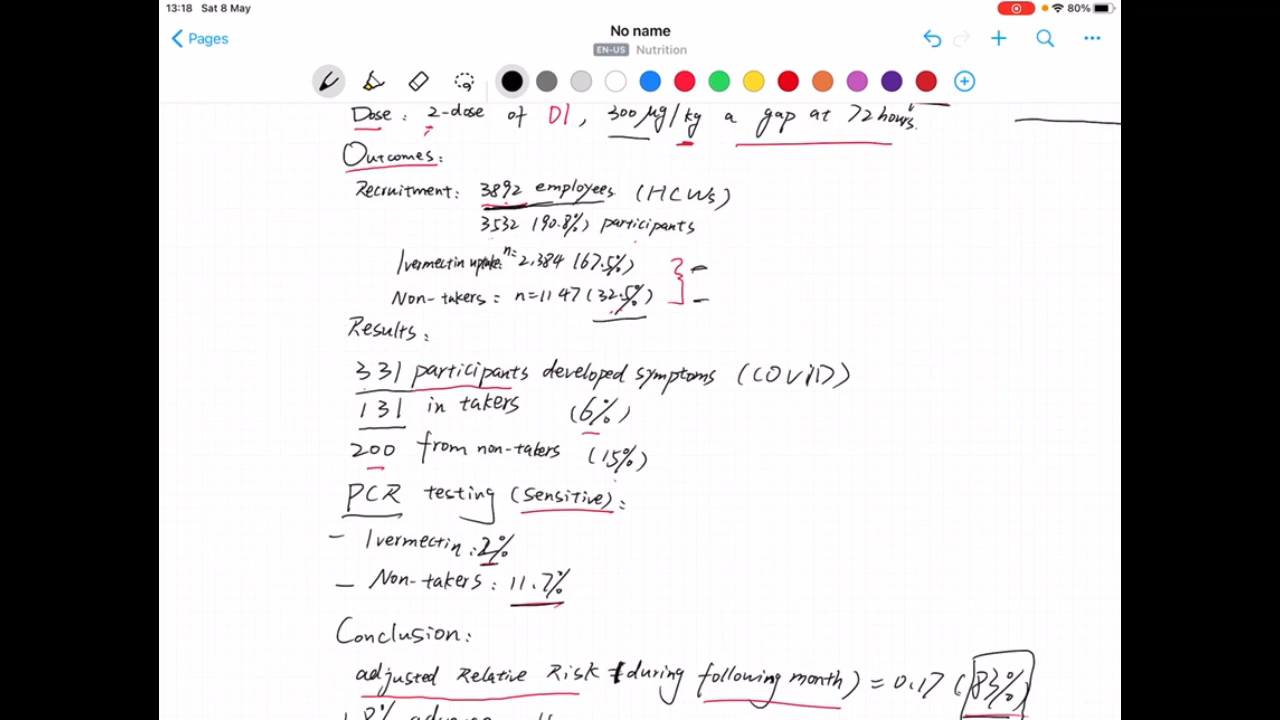 13:18 Sat 8 May
80%
Pages
No name
EN-US Nutrition
Dose: 2-dose of D1, 300 μg/kg a gap at 72 hours.
Outcomes:
Recruitment: 3892 employees (HCWs)
3532 (90.8%) participants
Ivermectin uptake: n=2,384 (67.5%)
Non-takers: n=1147 (32.5%)
Results:
331 participants developed symptoms (COVID)
131 in takers (6%)
200 from non-takers (15%)
PCR testing (sensitive):
- Ivermectin: 2%
- Non-takers: 11.7%
Conclusion:
adjusted Relative Risk (during following month) = 0.17 (83%)